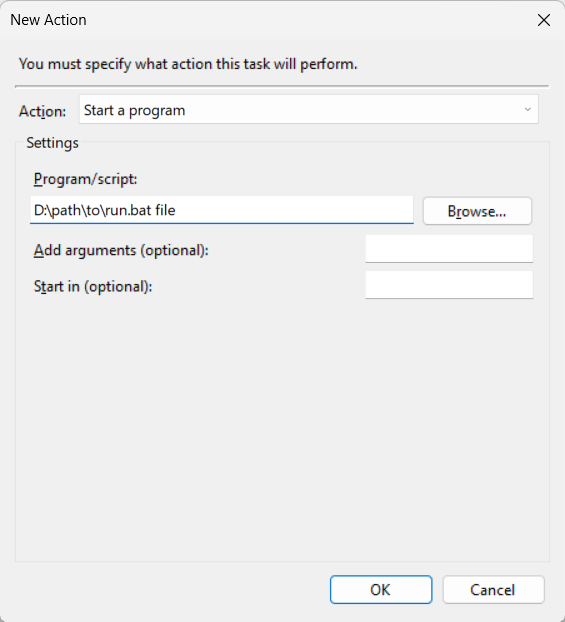 New Action
You must specify what action this task will perform.
Action: Start a program
Settings
Program/script:
D:\path\to\run.bat file Browse...
Add arguments (optional):
Start in (optional):
OK Cancel